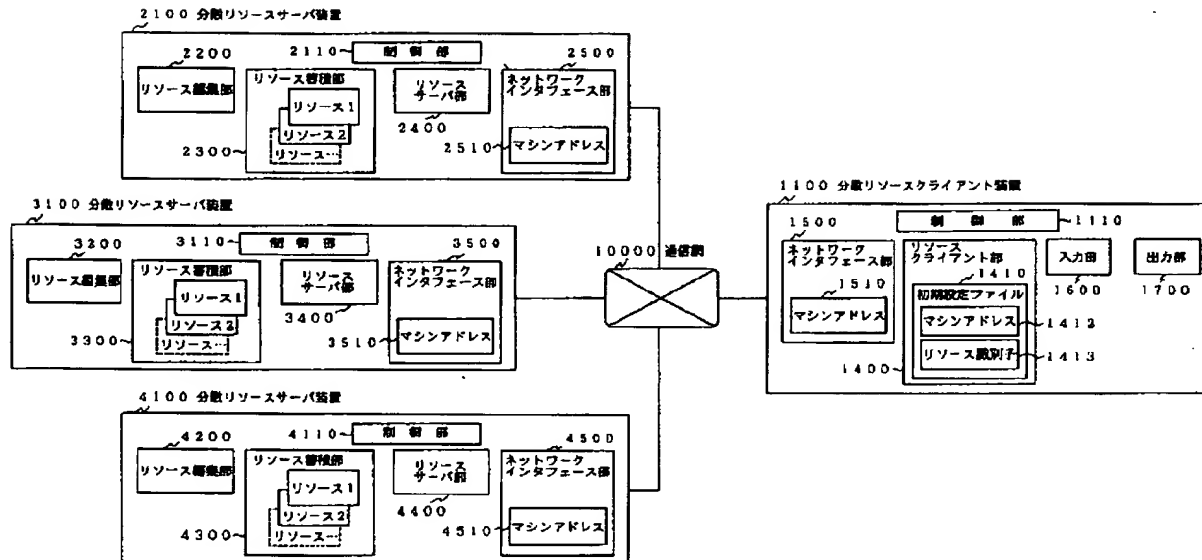 2100 分散リソースサーバ装置
2110
制御部
2200
リソース編集部
リソース蓄積部
リソース1
リソース2
リソース…
2300
リソース
サーバ部
2400
2500
ネットワーク
インタフェース部
2510
マシンアドレス
3100 分散リソースサーバ装置
3110
制御部
3200
リソース編集部
リソース蓄積部
リソース1
リソース2
リソース…
3300
リソース
サーバ部
3400
3500
ネットワーク
インタフェース部
3510
マシンアドレス
4100 分散リソースサーバ装置
4110
制御部
4200
リソース編集部
リソース蓄積部
リソース1
リソース2
リソース…
4300
リソース
サーバ部
4400
4500
ネットワーク
インタフェース部
4510
マシンアドレス
10000 通信網
1100 分散リソースクライアント装置
制御部
1110
1500
ネットワーク
インタフェース部
1510
マシンアドレス
リソース
クライアント部
1410
初期設定ファイル
マシンアドレス
1412
リソース識別子
1413
1400
入力部
1600
出力部
1700